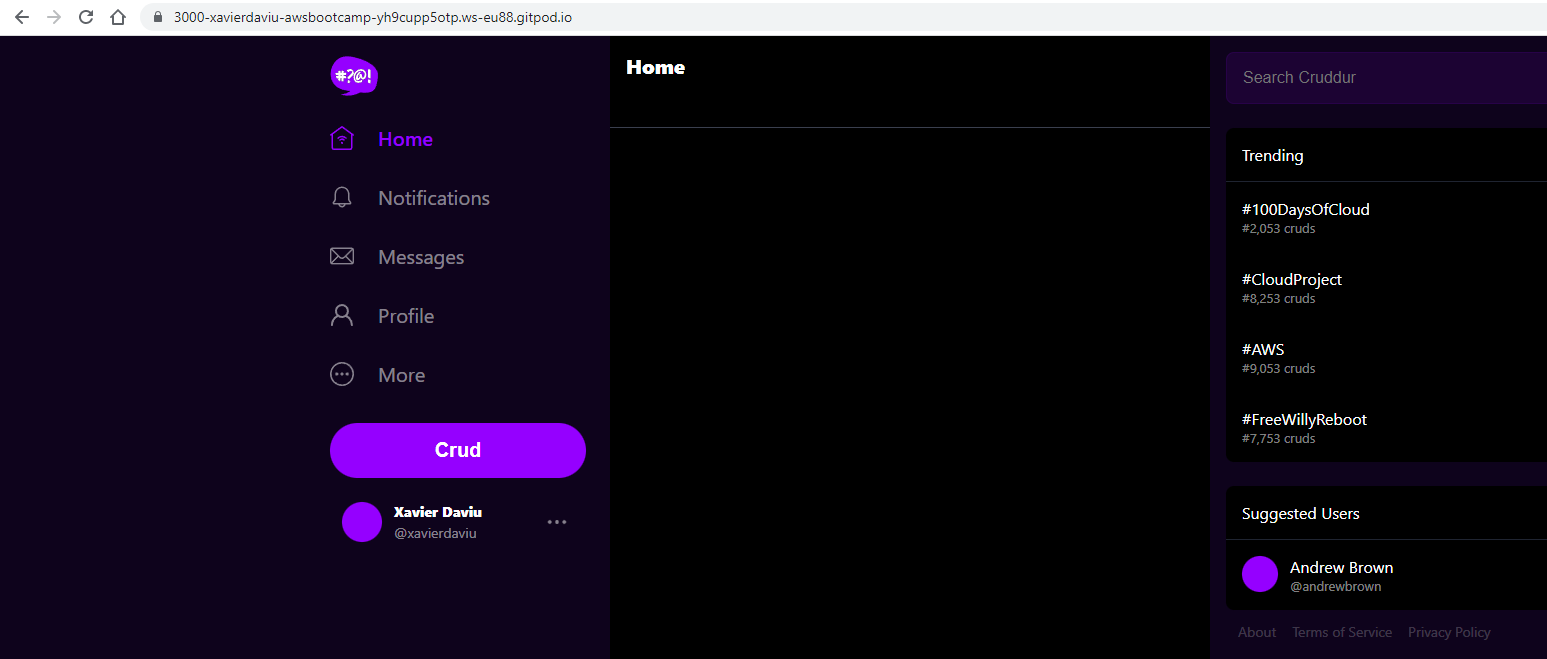 3000-xavierdaviu-awsbootcamp-yh9cupp5otp.ws-eu88.gitpod.io
#?@!
Home
Notifications
Messages
Profile
More
Crud
Xavier Daviu
@xavierdaviu
Home
Search Cruddur
Trending
#100DaysOfCloud
#2,053 cruds
#CloudProject
#8,253 cruds
#AWS
#9,053 cruds
#FreeWillyReboot
#7,753 cruds
Suggested Users
Andrew Brown
@andrewbrown
About Terms of Service Privacy Policy